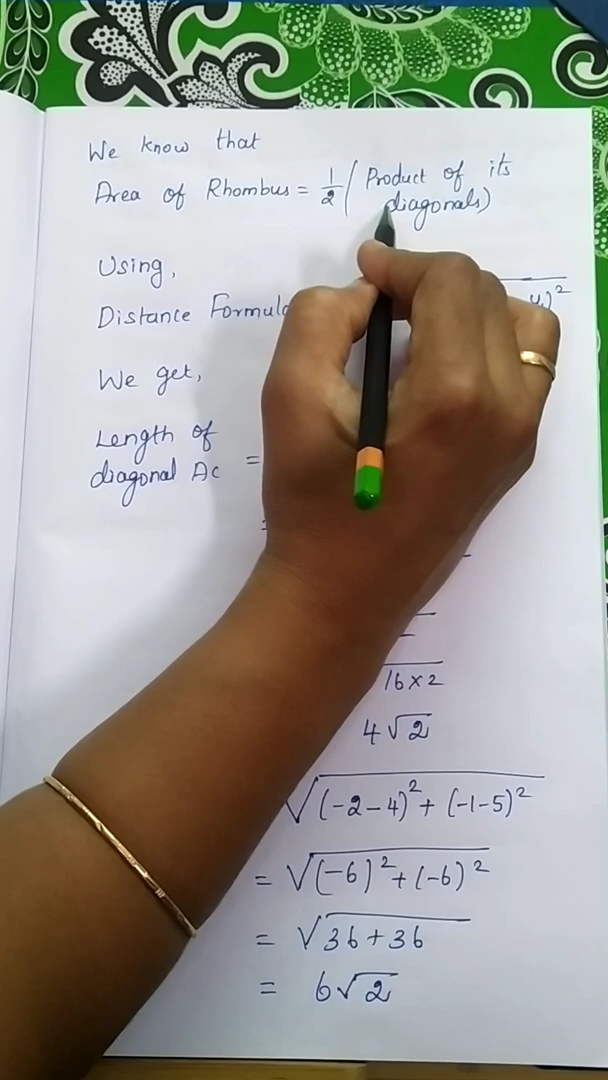 We know that
Area of Rhombus = 1/2 ( Product of its
diagonals)
Using,
Distance Formula
)²
We get,
Length of
diagonal AC =
=
16 × 2
4√2
√(-2-4)² + (-1-5)²
= √(-6)² + (-6)²
= √36+36
= 6√2